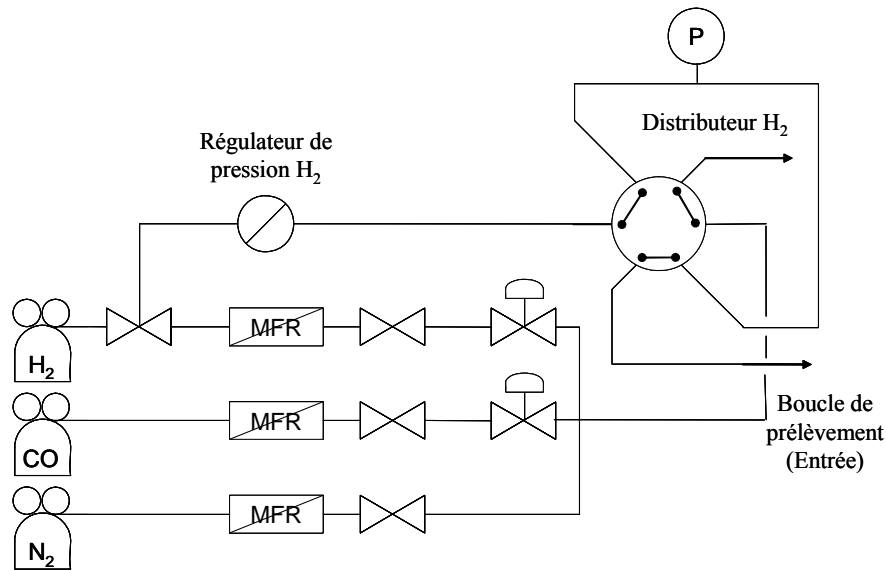 P
Distributeur H₂
Régulateur de
pression H₂
MFR
H₂
MFR
CO
Boucle de
prélèvement
(Entrée)
MFR
N₂